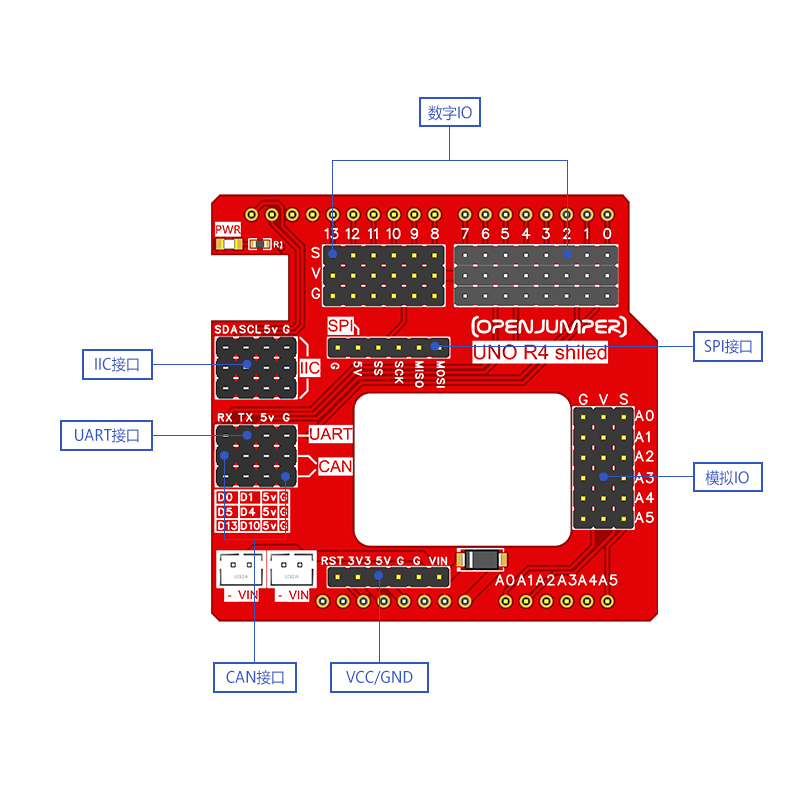 数字IO
PWR
R1
13 12 11 10 9 8 7 6 5 4 3 2 1 0
S
V
G
SDA SCL 5v G
SPI
OPENJUMPER
UNO R4 shiled
SPI接口
IIC接口
IIC
G 5V SS SCK MISO MOSI
G V S
RX TX 5v G
A0
A1
A2
A3
A4
A5
UART接口
UART
CAN
模拟IO
D0 D1 5v G
D5 D4 5v G
D13 D10 5v G
RST 3V3 5V G G VIN
A0A1A2A3A4A5
- VIN - VIN
CAN接口
VCC/GND